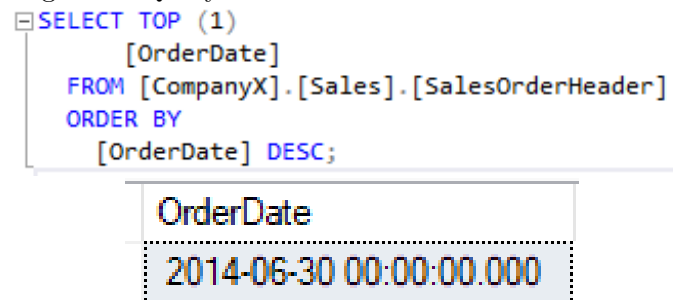 SELECT TOP (1)
[OrderDate]
FROM [CompanyX].[Sales].[SalesOrderHeader]
ORDER BY
[OrderDate] DESC;
OrderDate
2014-06-30 00:00:00.000